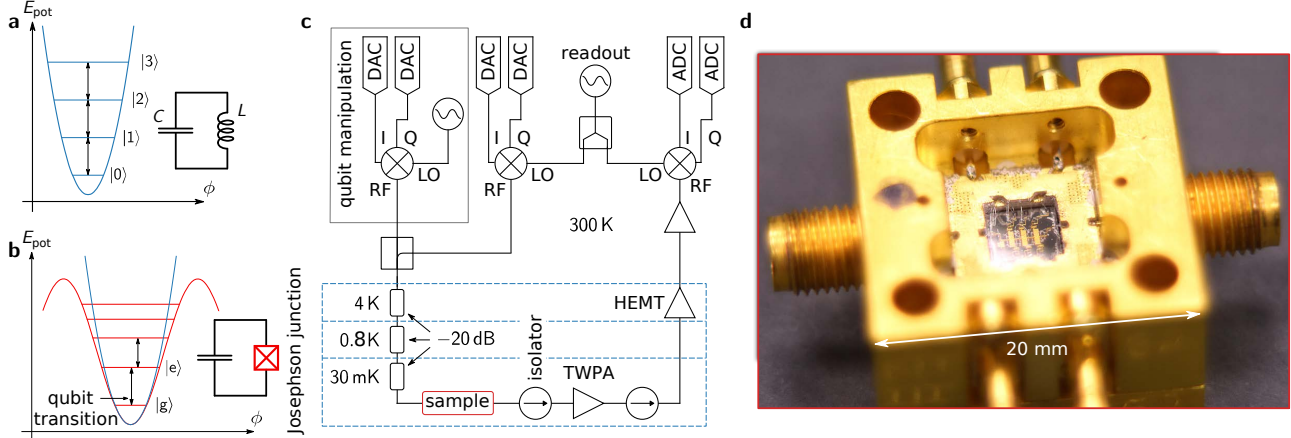 a
E_pot
|3⟩
|2⟩
|1⟩
|0⟩
ϕ
C
L
b
E_pot
|e⟩
|g⟩
qubit
transition
ϕ
Josephson junction
c
qubit manipulation
DAC
DAC
I
Q
RF
LO
DAC
DAC
I
Q
RF
LO
readout
ADC
ADC
I
Q
LO
RF
300 K
4 K
0.8K
30 mK
−20 dB
HEMT
sample
isolator
TWPA
d
20 mm